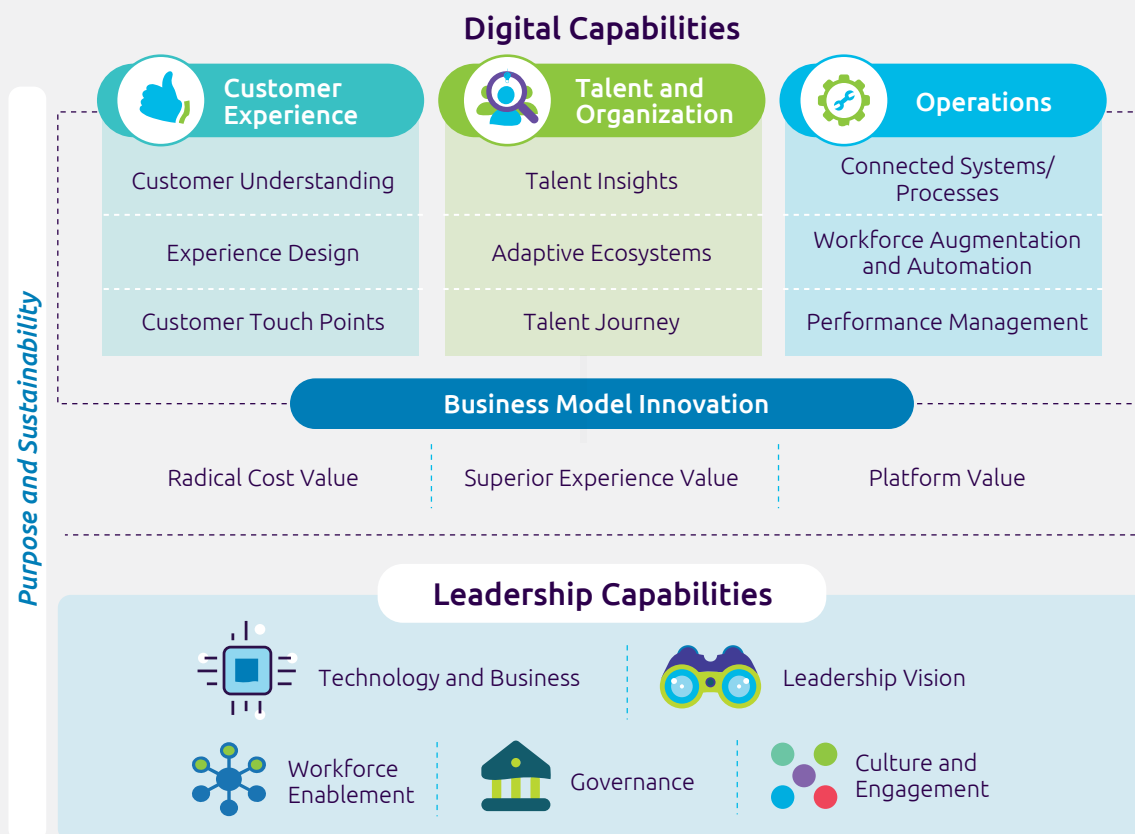 Digital Capabilities
Customer
Experience
Customer Understanding
Experience Design
Customer Touch Points
Talent and
Organization
Talent Insights
Adaptive Ecosystems
Talent Journey
Operations
Connected Systems/
Processes
Workforce Augmentation
and Automation
Performance Management
Purpose and Sustainability
Business Model Innovation
Radical Cost Value
Superior Experience Value
Platform Value
Leadership Capabilities
Technology and Business
Leadership Vision
Workforce
Enablement
Governance
Culture and
Engagement